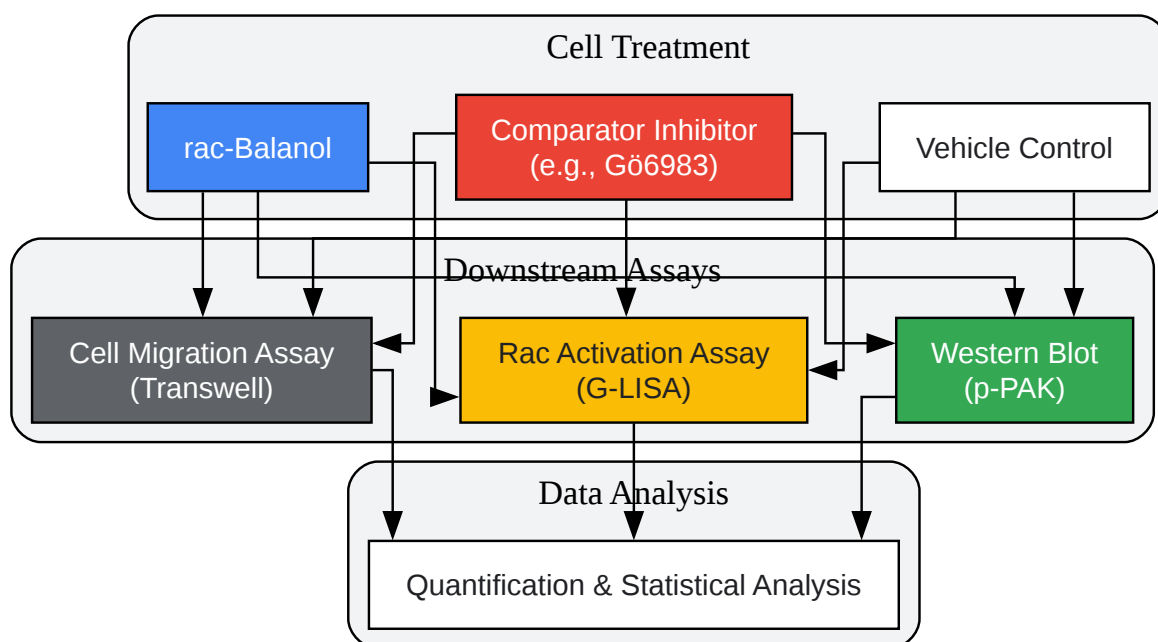 Cell Treatment
rac-Balanol
Comparator Inhibitor
(e.g., Gö6983)
Vehicle Control
Downstream Assays
Cell Migration Assay
(Transwell)
Rac Activation Assay
(G-LISA)
Western Blot
(p-PAK)
Data Analysis
Quantification & Statistical Analysis